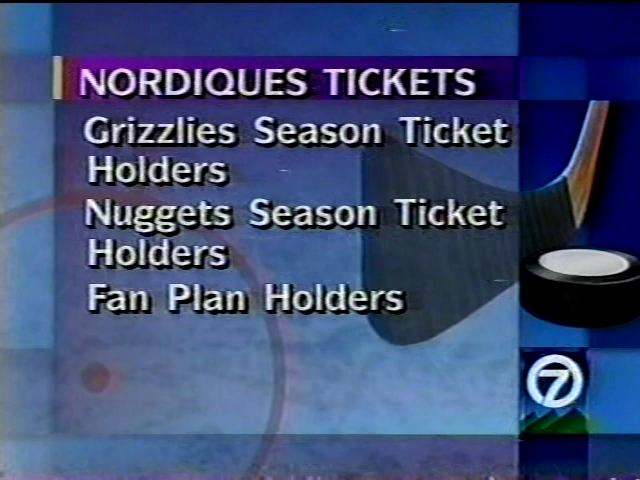 NORDIQUES TICKETS
Grizzlies Season Ticket
Holders
Nuggets Season Ticket
Holders
Fan Plan Holders
7